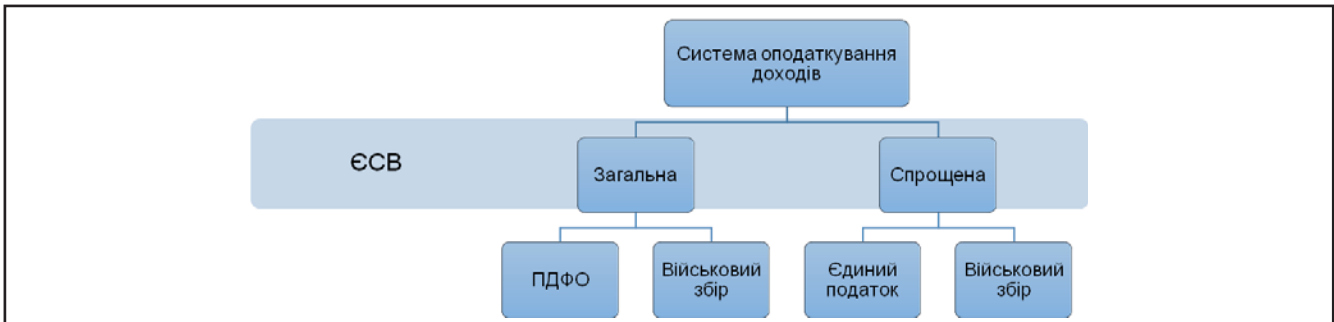 Система оподаткування
доходів
ЄСВ
Загальна
Спрощена
ПДФО
Військовий
збір
Єдиний
податок
Військовий
збір